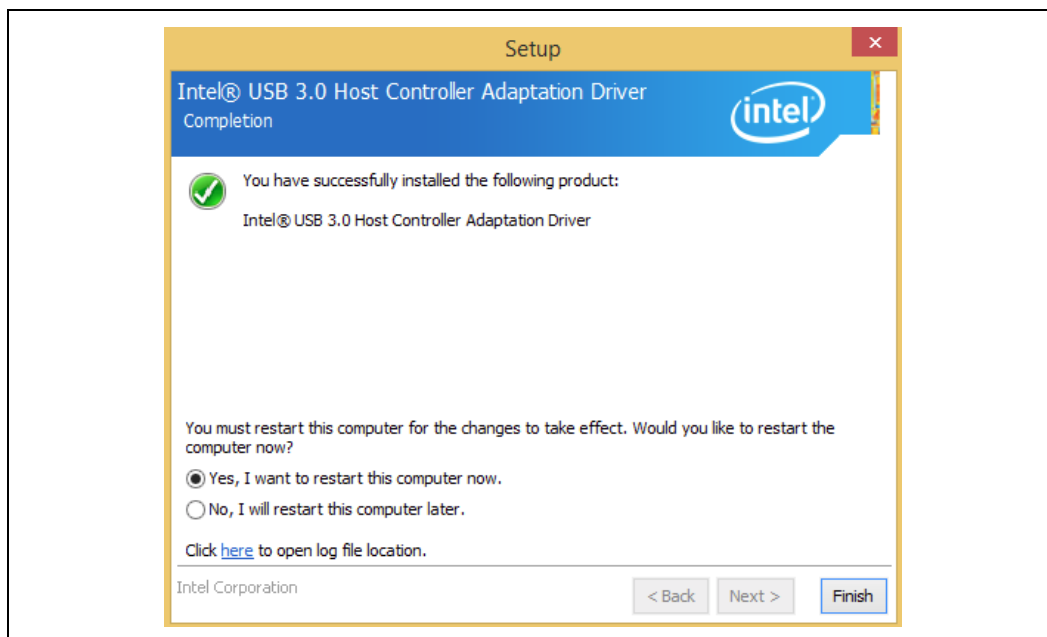 Setup
Intel® USB 3.0 Host Controller Adaptation Driver
Completion
intel
You have successfully installed the following product:
Intel® USB 3.0 Host Controller Adaptation Driver
You must restart this computer for the changes to take effect. Would you like to restart the
computer now?
Yes, I want to restart this computer now.
No, I will restart this computer later.
Click here to open log file location.
Intel Corporation
< Back Next > Finish